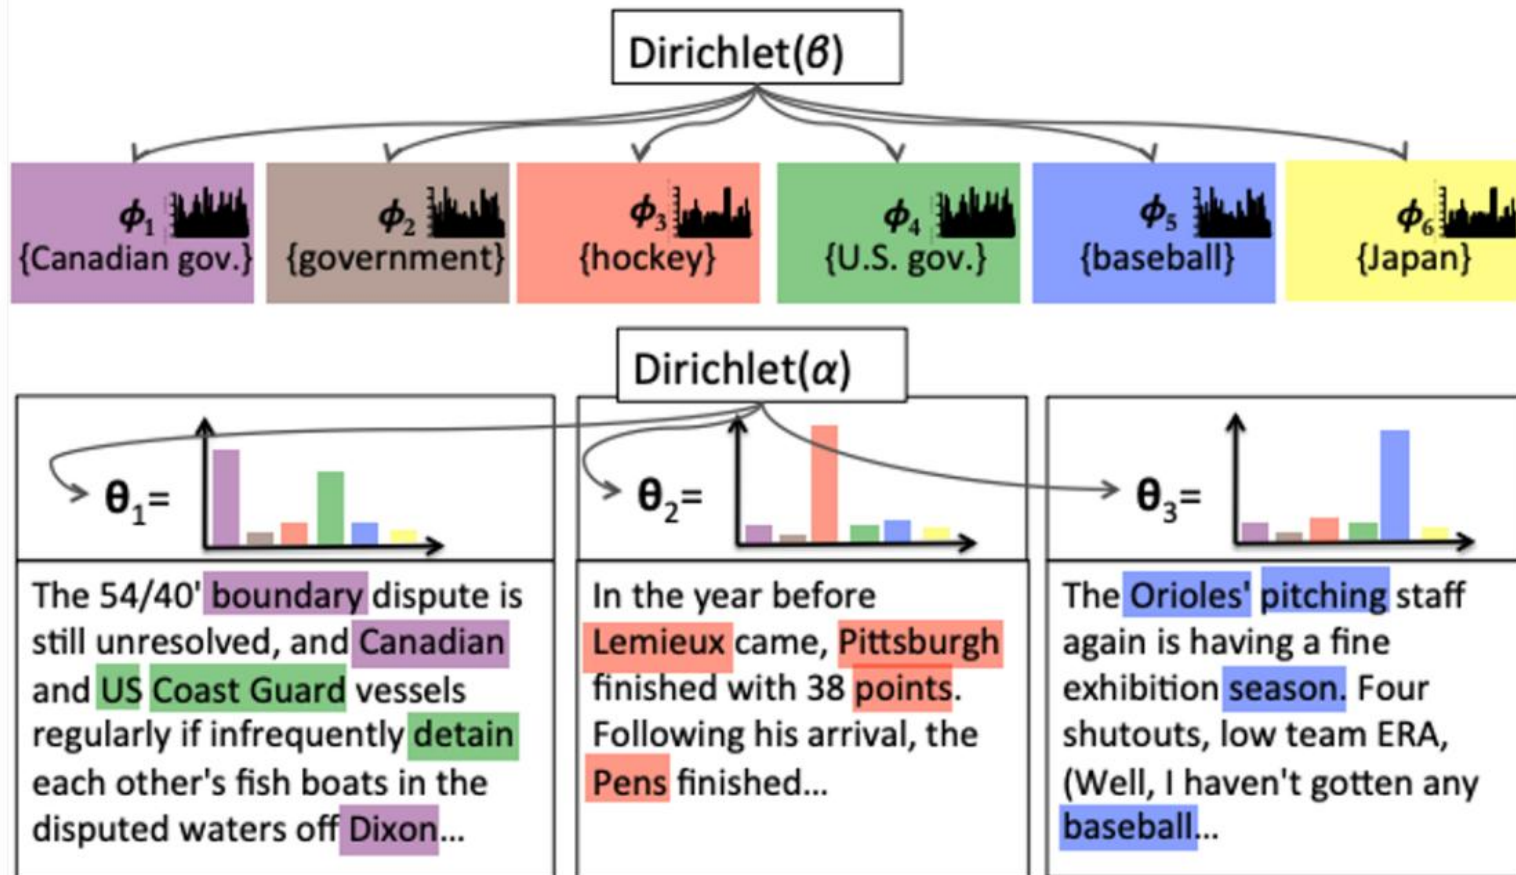 Dirichlet(β)
ϕ1
{Canadian gov.}
ϕ2
{government}
ϕ3
{hockey}
ϕ4
{U.S. gov.}
ϕ5
{baseball}
ϕ6
{Japan}
Dirichlet(α)
θ1=
The 54/40' boundary dispute is
still unresolved, and Canadian
and US Coast Guard vessels
regularly if infrequently detain
each other's fish boats in the
disputed waters off Dixon...
θ2=
In the year before
Lemieux came, Pittsburgh
finished with 38 points.
Following his arrival, the
Pens finished...
θ3=
The Orioles' pitching staff
again is having a fine
exhibition season. Four
shutouts, low team ERA,
(Well, I haven't gotten any
baseball...